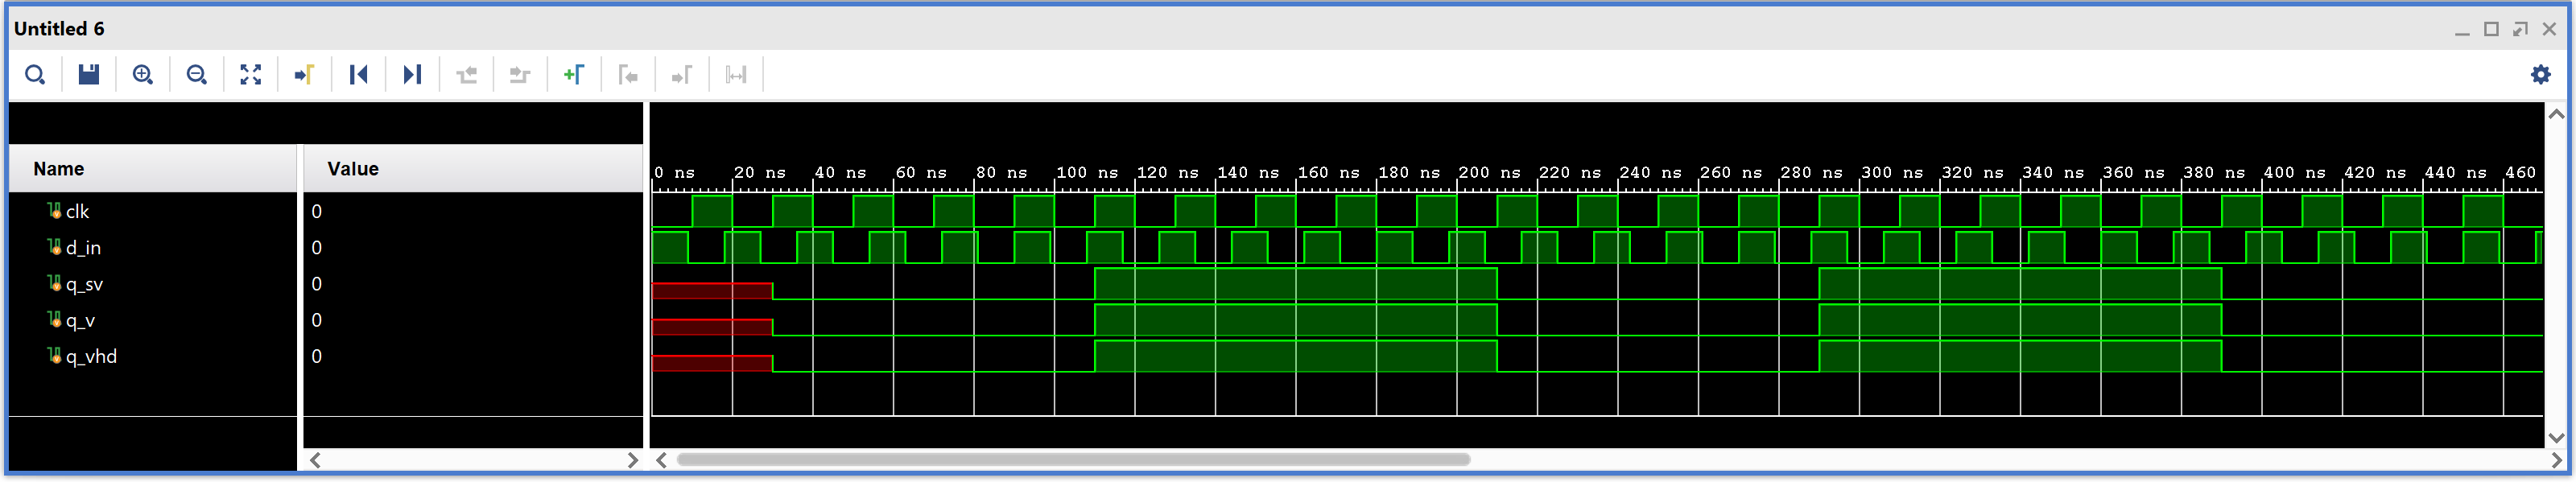 Untitled 6
Name Value
0 ns 20 ns 40 ns 60 ns 80 ns 100 ns 120 ns 140 ns 160 ns 180 ns 200 ns 220 ns 240 ns 260 ns 280 ns 300 ns 320 ns 340 ns 360 ns 380 ns 400 ns 420 ns 440 ns 460
clk 0
d_in 0
q_sv 0
q_v 0
q_vhd 0